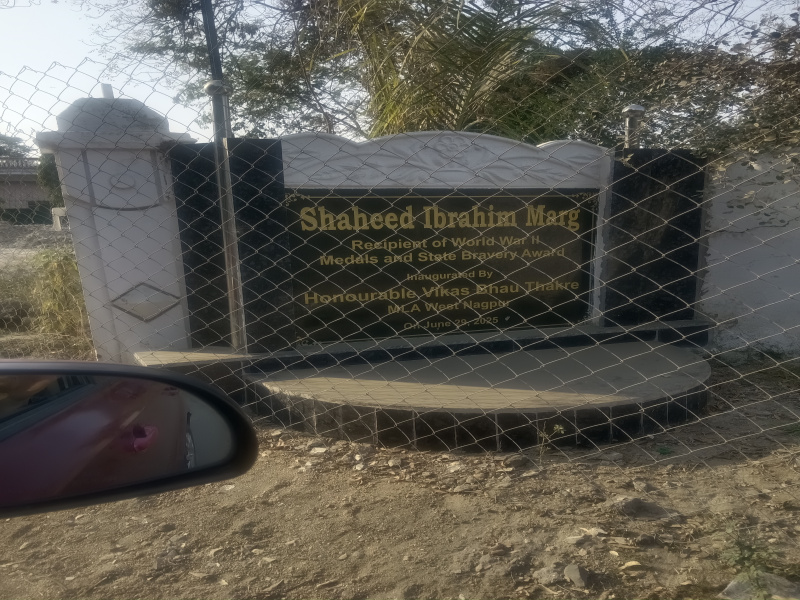 Shaheed Ibrahim Marg
Recipient of World War II
Medals and State Bravery Award
Inaugurated By
Honourable Vikas Bhau Thakre
MLA West Nagpur
On June 29, 2025